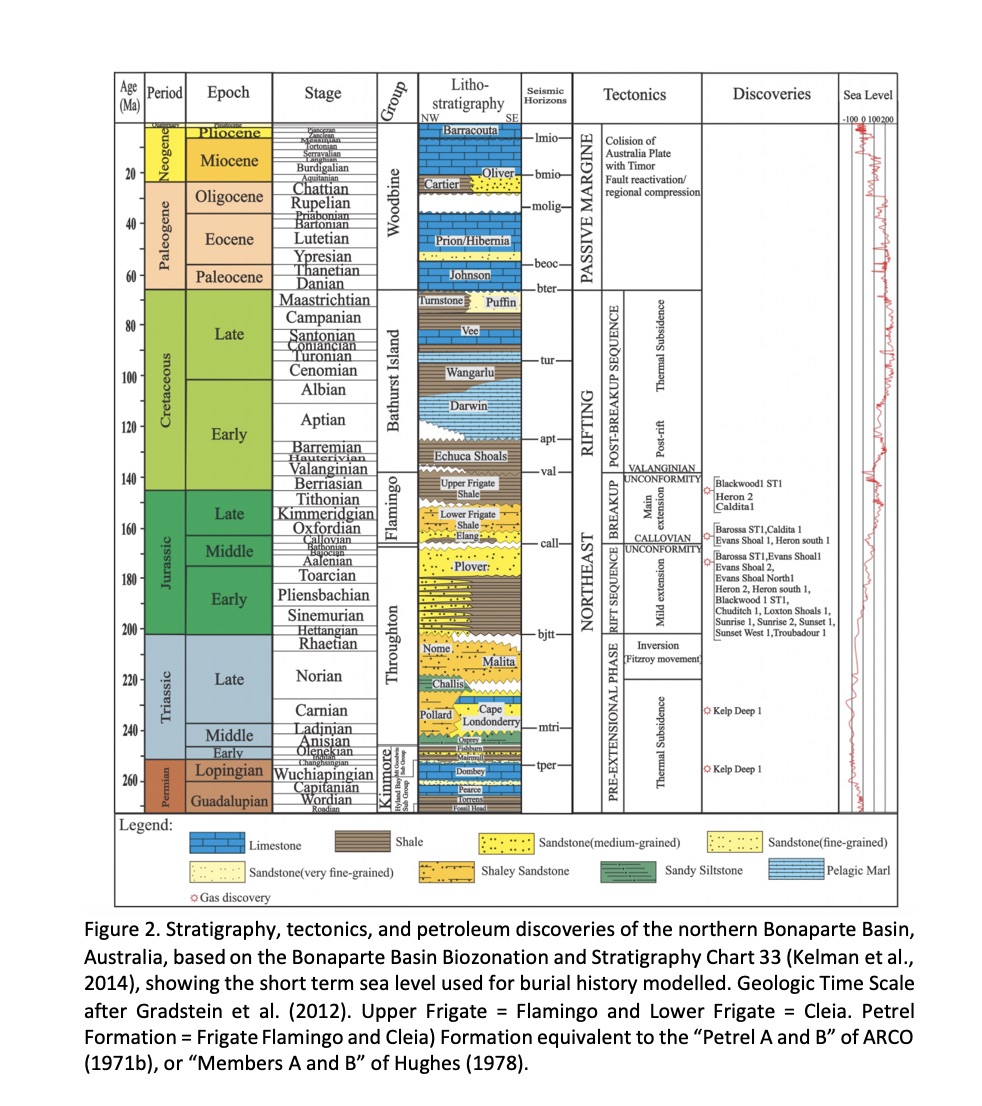 Age
(Ma)
Period
Epoch
Stage
Group
Litho-
stratigraphy
NW
SE
Seismic
Horizons
Tectonics
Discoveries
Sea Level
-100 0 100200
20
40
60
80
100
120
140
160
180
200
220
240
260
Neogene
Paleogene
Cretaceous
Jurassic
Triassic
Permian
Pliocene
Miocene
Oligocene
Eocene
Paleocene
Late
Early
Late
Middle
Early
Late
Middle
Early
Lopingian
Guadalupian
Piancezan
Zanclean
Messinian
Tortonian
Serravalian
Langhian
Burdigalian
Aquitanian
Chattian
Rupelian
Priabonian
Bartonian
Lutetian
Ypresian
Thanetian
Danian
Maastrichtian
Campanian
Santonian
Coniancian
Turonian
Cenomian
Albian
Aptian
Barremian
Hauterivian
Valanginian
Berriasian
Tithonian
Kimmeridgian
Oxfordian
Callovian
Bathonian
Bajocian
Aalenian
Toarcian
Pliensbachian
Sinemurian
Hettangian
Rhaetian
Norian
Carnian
Ladinian
Anisian
Olenekian
Changhsingian
Wuchiapingian
Capitanian
Wordian
Roadian
Woodbine
Bathurst Island
Flamingo
Throughton
Kinmore
Hyland Bay
Sub Group
Mt Goodwin
Sub Group
Barracouta
Oliver
Cartier
Prion/Hibernia
Johnson
Turnstone
Puffin
Vee
Wangarlu
Darwin
Echuca Shoals
Upper Frigate
Shale
Lower Frigate
Shale
Elang
Plover
Nome
Malita
Challis
Pollard
Cape
Londonderry
Osprey
Fishburn
Mairmull
Dombey
Pearce
Torrens
Fossil Head
lmio
bmio
molig
beoc
bter
tur
apt
val
call
bjtt
mtri
tper
PASSIVE MARGINE
NORTHEAST RIFTING
POST-BREAKUP SEQUENCE
BREAKUP
RIFT SEQUENCE
PRE-EXTENSIONAL PHASE
Colision of
Australia Plate
with Timor
Fault reactivation/
regional compression
Post-rift Thermal Subsidence
VALANGINIAN
UNCONFORMITY
Main
extension
CALLOVIAN
UNCONFORMITY
Mild extension
Inversion
(Fitzroy movement)
Thermal Subsidence
Blackwood1 ST1
Heron 2
Caldita1
Barossa ST1,Caldita 1
Evans Shoal 1, Heron south 1
Barossa ST1,Evans Shoal1
Evans Shoal 2,
Evans Shoal North1
Heron 2, Heron south 1,
Blackwood 1 ST1,
Chuditch 1, Loxton Shoals 1,
Sunrise 1, Sunrise 2, Sunset 1,
Sunset West 1,Troubadour 1
Kelp Deep 1
Kelp Deep 1
Legend:
Limestone
Shale
Sandstone(medium-grained)
Sandstone(fine-grained)
Sandstone(very fine-grained)
Shaley Sandstone
Sandy Siltstone
Pelagic Marl
Gas discovery
Figure 2. Stratigraphy, tectonics, and petroleum discoveries of the northern Bonaparte Basin,
Australia, based on the Bonaparte Basin Biozonation and Stratigraphy Chart 33 (Kelman et al.,
2014), showing the short term sea level used for burial history modelled. Geologic Time Scale
after Gradstein et al. (2012). Upper Frigate = Flamingo and Lower Frigate = Cleia. Petrel
Formation = Frigate Flamingo and Cleia) Formation equivalent to the “Petrel A and B” of ARCO
(1971b), or “Members A and B” of Hughes (1978).